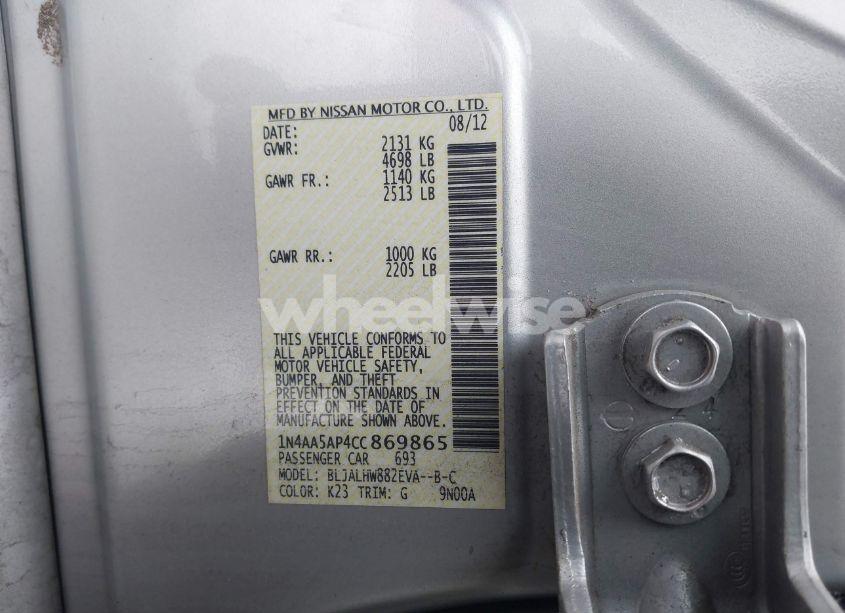 MFD BY NISSAN MOTOR CO., LTD.
DATE: 08/12
GVWR: 2131 KG
4698 LB
GAWR FR.: 1140 KG
2513 LB
GAWR RR.: 1000 KG
2205 LB
wheelwise
THIS VEHICLE CONFORMS TO
ALL APPLICABLE FEDERAL
MOTOR VEHICLE SAFETY,
BUMPER, AND THEFT
PREVENTION STANDARDS IN
EFFECT ON THE DATE OF
MANUFACTURE SHOWN ABOVE.
1N4AA5AP4CC869865
PASSENGER CAR 693
MODEL: BLJALHW882EVA--B-C
COLOR: K23 TRIM: G 9N00A